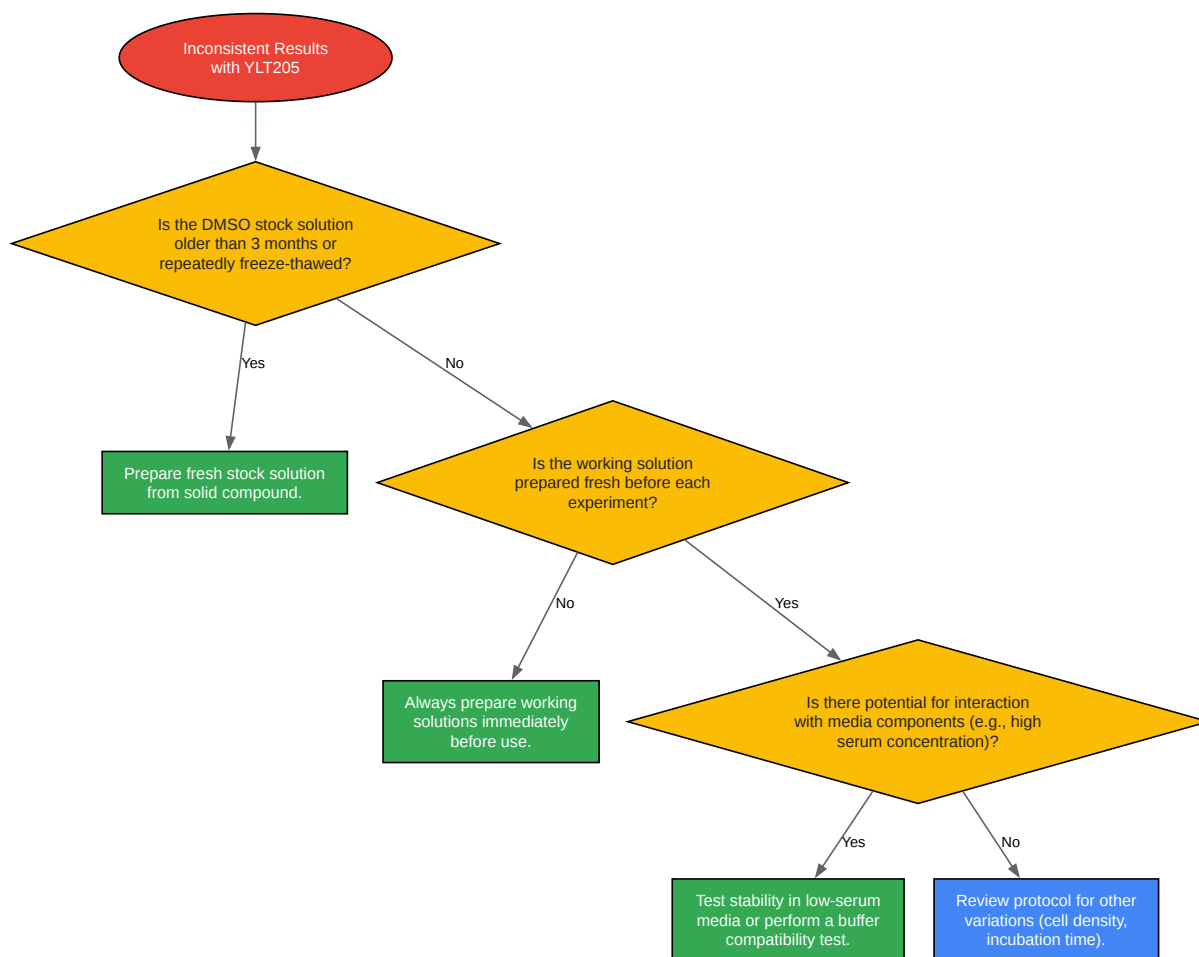 Inconsistent Results
with YLT205
Is the DMSO stock solution
older than 3 months or
repeatedly freeze-thawed?
Yes
No
Prepare fresh stock solution
from solid compound.
Is the working solution
prepared fresh before each
experiment?
No
Yes
Always prepare working
solutions immediately
before use.
Is there potential for interaction
with media components (e.g., high
serum concentration)?
Yes
No
Test stability in low-serum
media or perform a buffer
compatibility test.
Review protocol for other
variations (cell density,
incubation time).